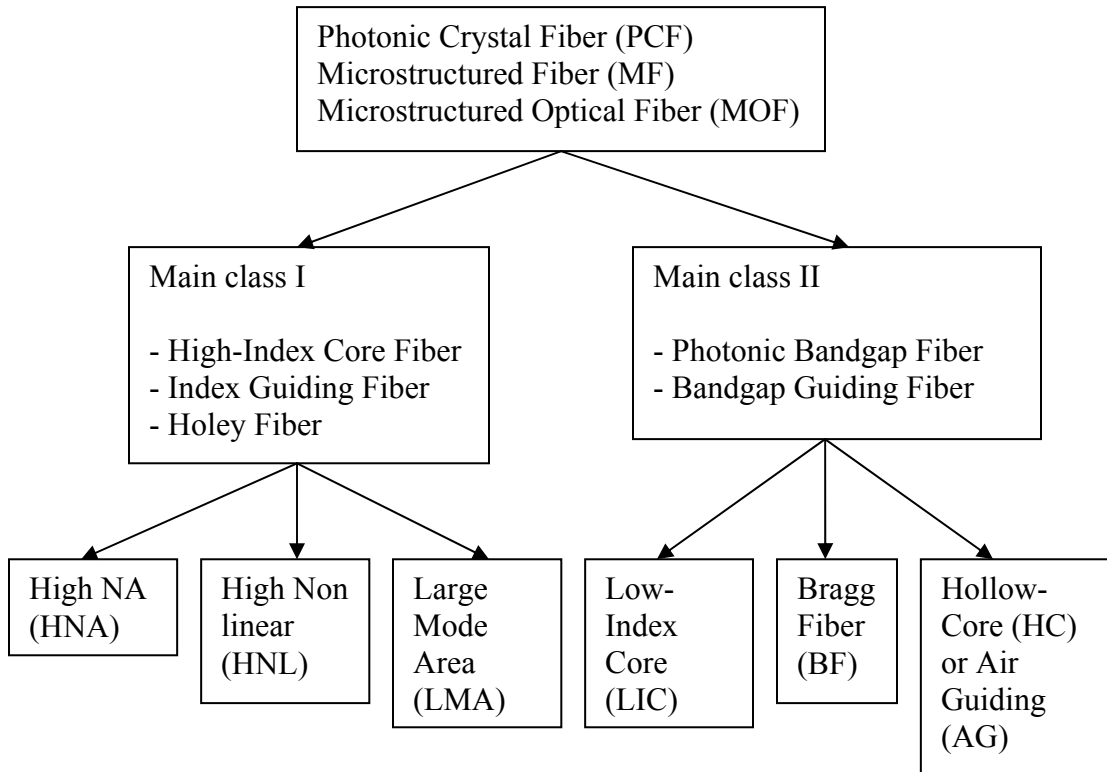 Photonic Crystal Fiber (PCF)
Microstructured Fiber (MF)
Microstructured Optical Fiber (MOF)
Main class I
- High-Index Core Fiber
- Index Guiding Fiber
- Holey Fiber
Main class II
- Photonic Bandgap Fiber
- Bandgap Guiding Fiber
High NA
(HNA)
High Non
linear
(HNL)
Large
Mode
Area
(LMA)
Low-
Index
Core
(LIC)
Bragg
Fiber
(BF)
Hollow-
Core (HC)
or Air
Guiding
(AG)